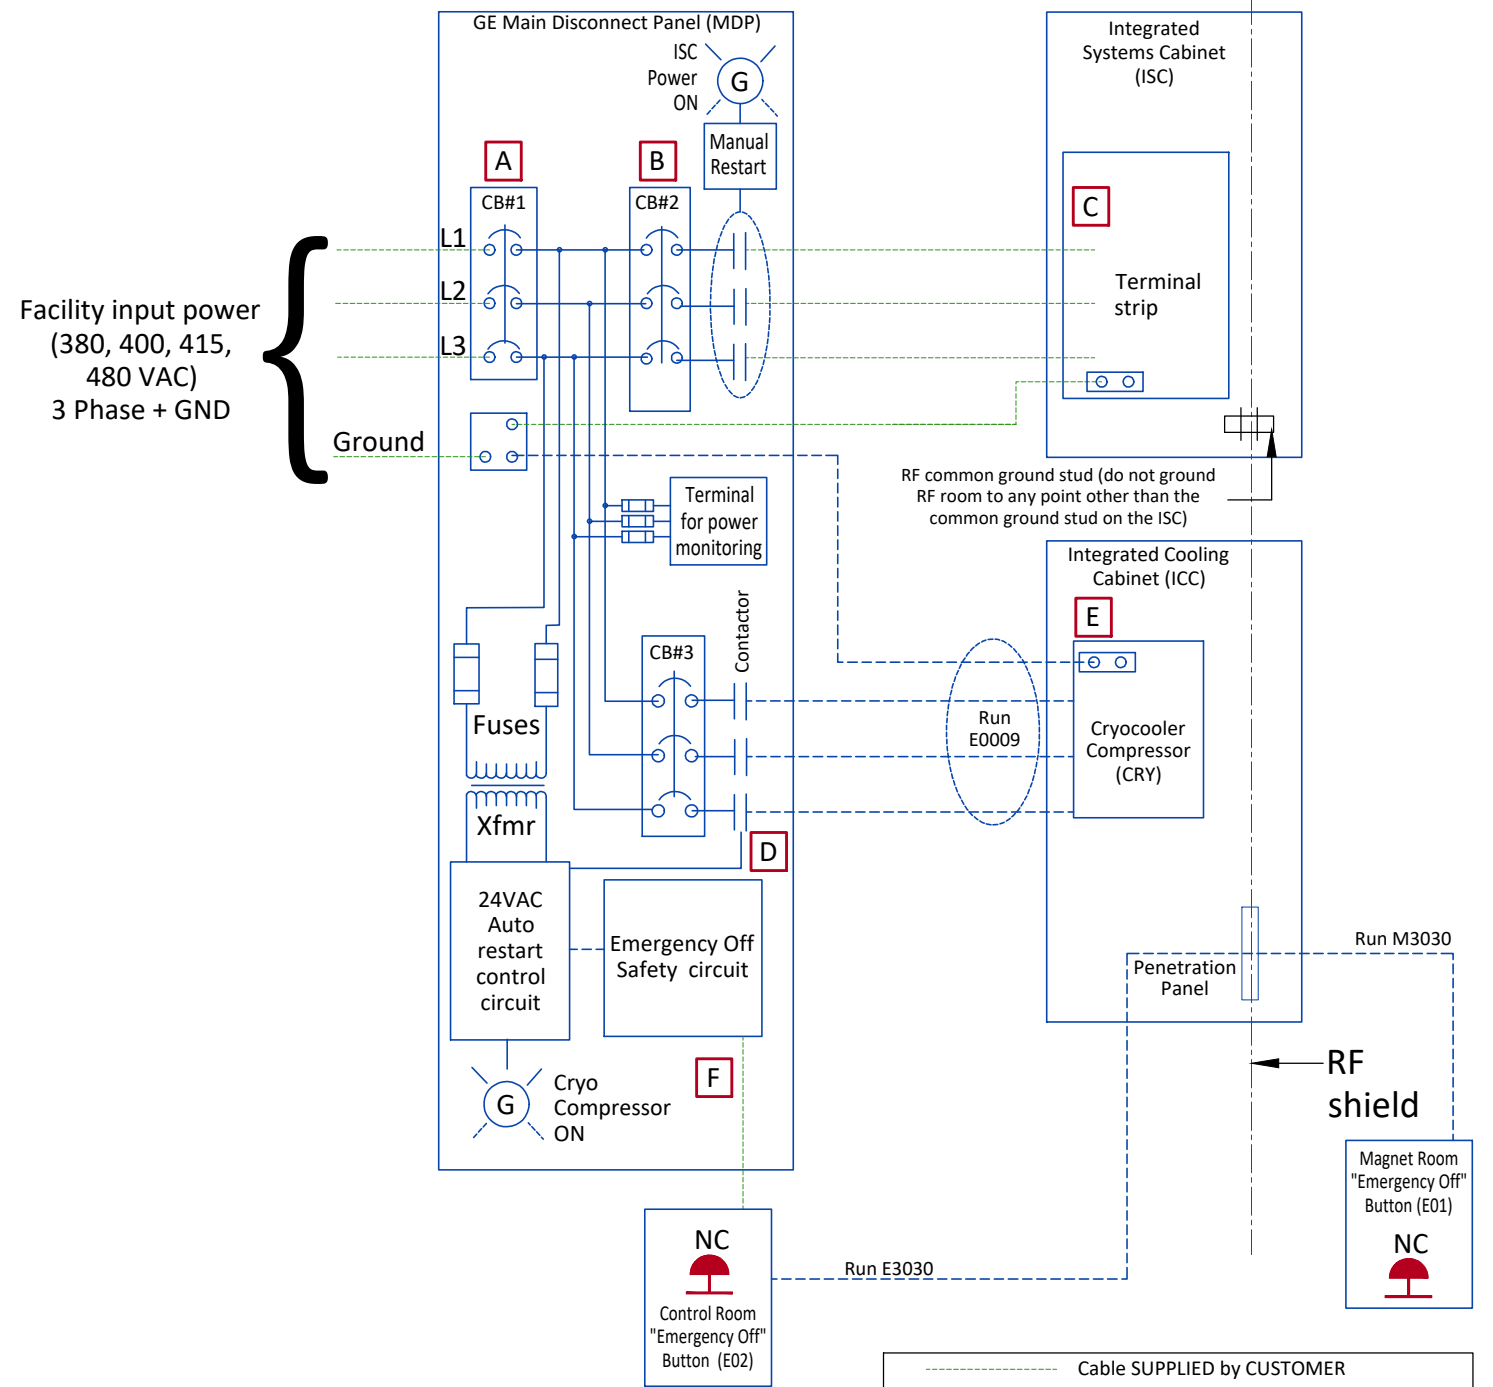 GE Main Disconnect Panel (MDP)
ISC
Power
ON
G
Manual
Restart
A
B
CB#1
CB#2
L1
L2
L3
Facility input power
(380, 400, 415,
480 VAC)
3 Phase + GND
Ground
Integrated
Systems Cabinet
(ISC)
C
Terminal
strip
RF common ground stud (do not ground
RF room to any point other than the
common ground stud on the ISC)
Terminal
for power
monitoring
Integrated Cooling
Cabinet (ICC)
E
CB#3
Contactor
Run
E0009
Cryocooler
Compressor
(CRY)
Fuses
Xfmr
D
24VAC
Auto
restart
control
circuit
Emergency Off
Safety circuit
F
G
Cryo
Compressor
ON
Penetration
Panel
Run M3030
RF
shield
Magnet Room
"Emergency Off"
Button (E01)
NC
NC
Control Room
"Emergency Off"
Button (E02)
Run E3030
Cable SUPPLIED by CUSTOMER